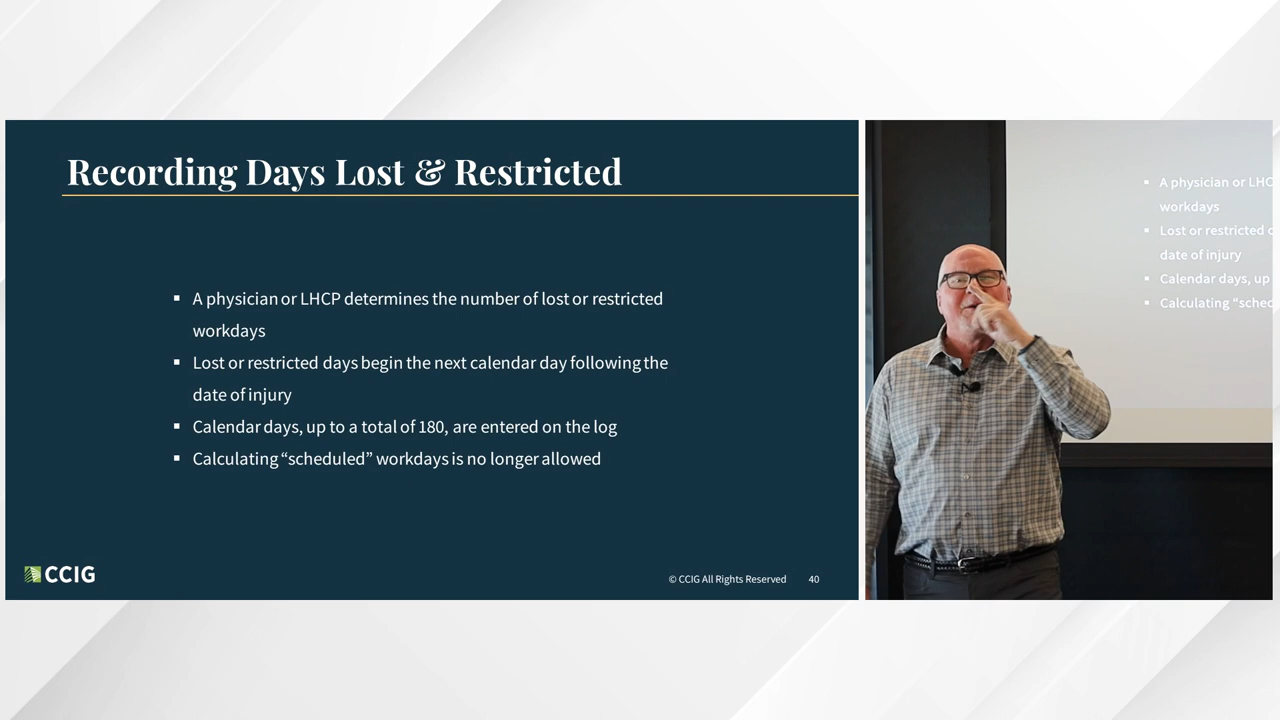 Recording Days Lost & Restricted
▪ A physician or LHCP determines the number of lost or restricted
workdays
▪ Lost or restricted days begin the next calendar day following the
date of injury
▪ Calendar days, up to a total of 180, are entered on the log
▪ Calculating “scheduled” workdays is no longer allowed
CCIG
© CCIG All Rights Reserved 40
▪ A physician or LHC
workdays
▪ Lost or restricted
date of injury
▪ Calendar days, up
▪ Calculating “sched